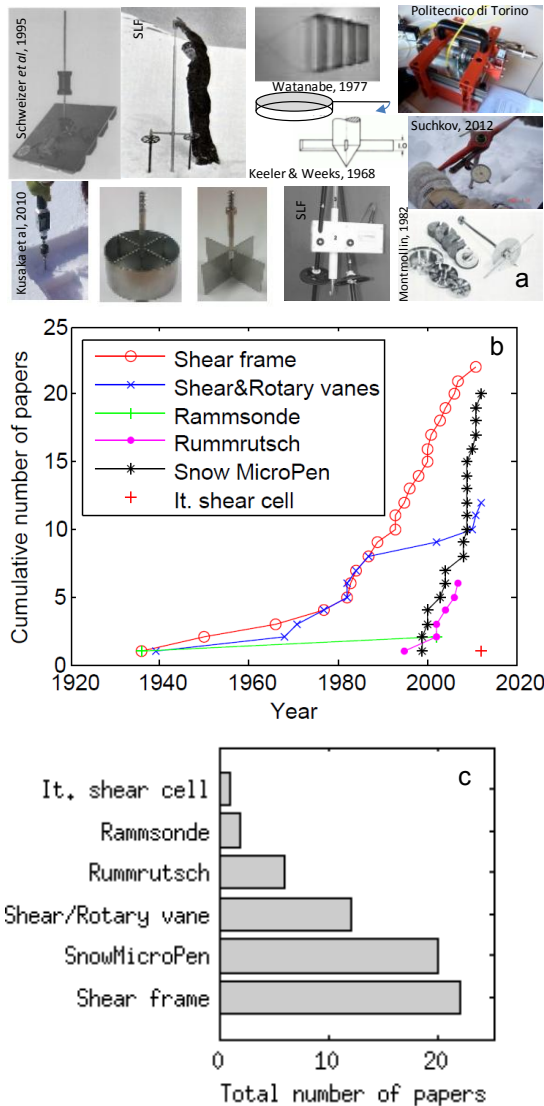 Schweizer et al, 1995
SLF
Watanabe, 1977
Politecnico di Torino
Suchkov, 2012
Keeler & Weeks, 1968
Kusaka et al, 2010
SLF
Montmollin, 1982
a
b
Cumulative number of papers
25
20
15
10
5
0
Shear frame
Shear&Rotary vanes
Rammsonde
Rummrutsch
Snow MicroPen
It. shear cell
1920 1940 1960 1980 2000 2020
Year
c
It. shear cell
Rammsonde
Rummrutsch
Shear/Rotary vane
SnowMicroPen
Shear frame
0 10 20
Total number of papers